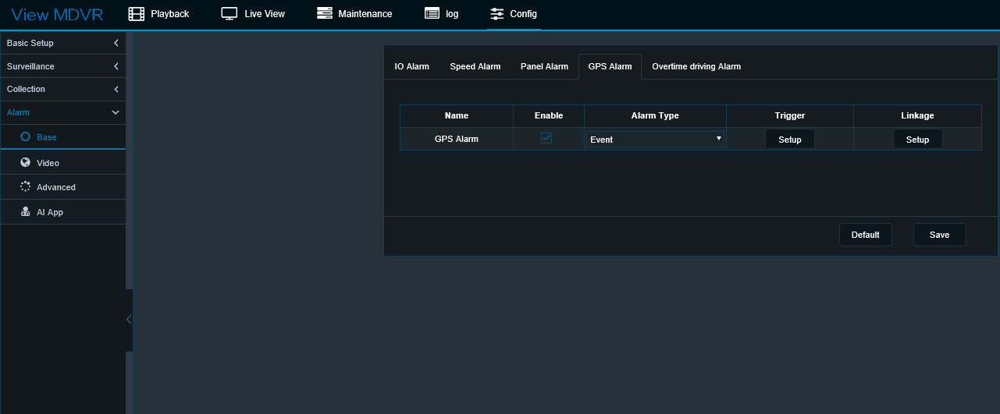 View MDVR Playback Live View Maintenance log Config
Basic Setup
Surveillance
Collection
Alarm
Base
Video
Advanced
AI App
IO Alarm Speed Alarm Panel Alarm GPS Alarm Overtime driving Alarm
Name Enable Alarm Type Trigger Linkage
GPS Alarm Event Setup Setup
Default Save